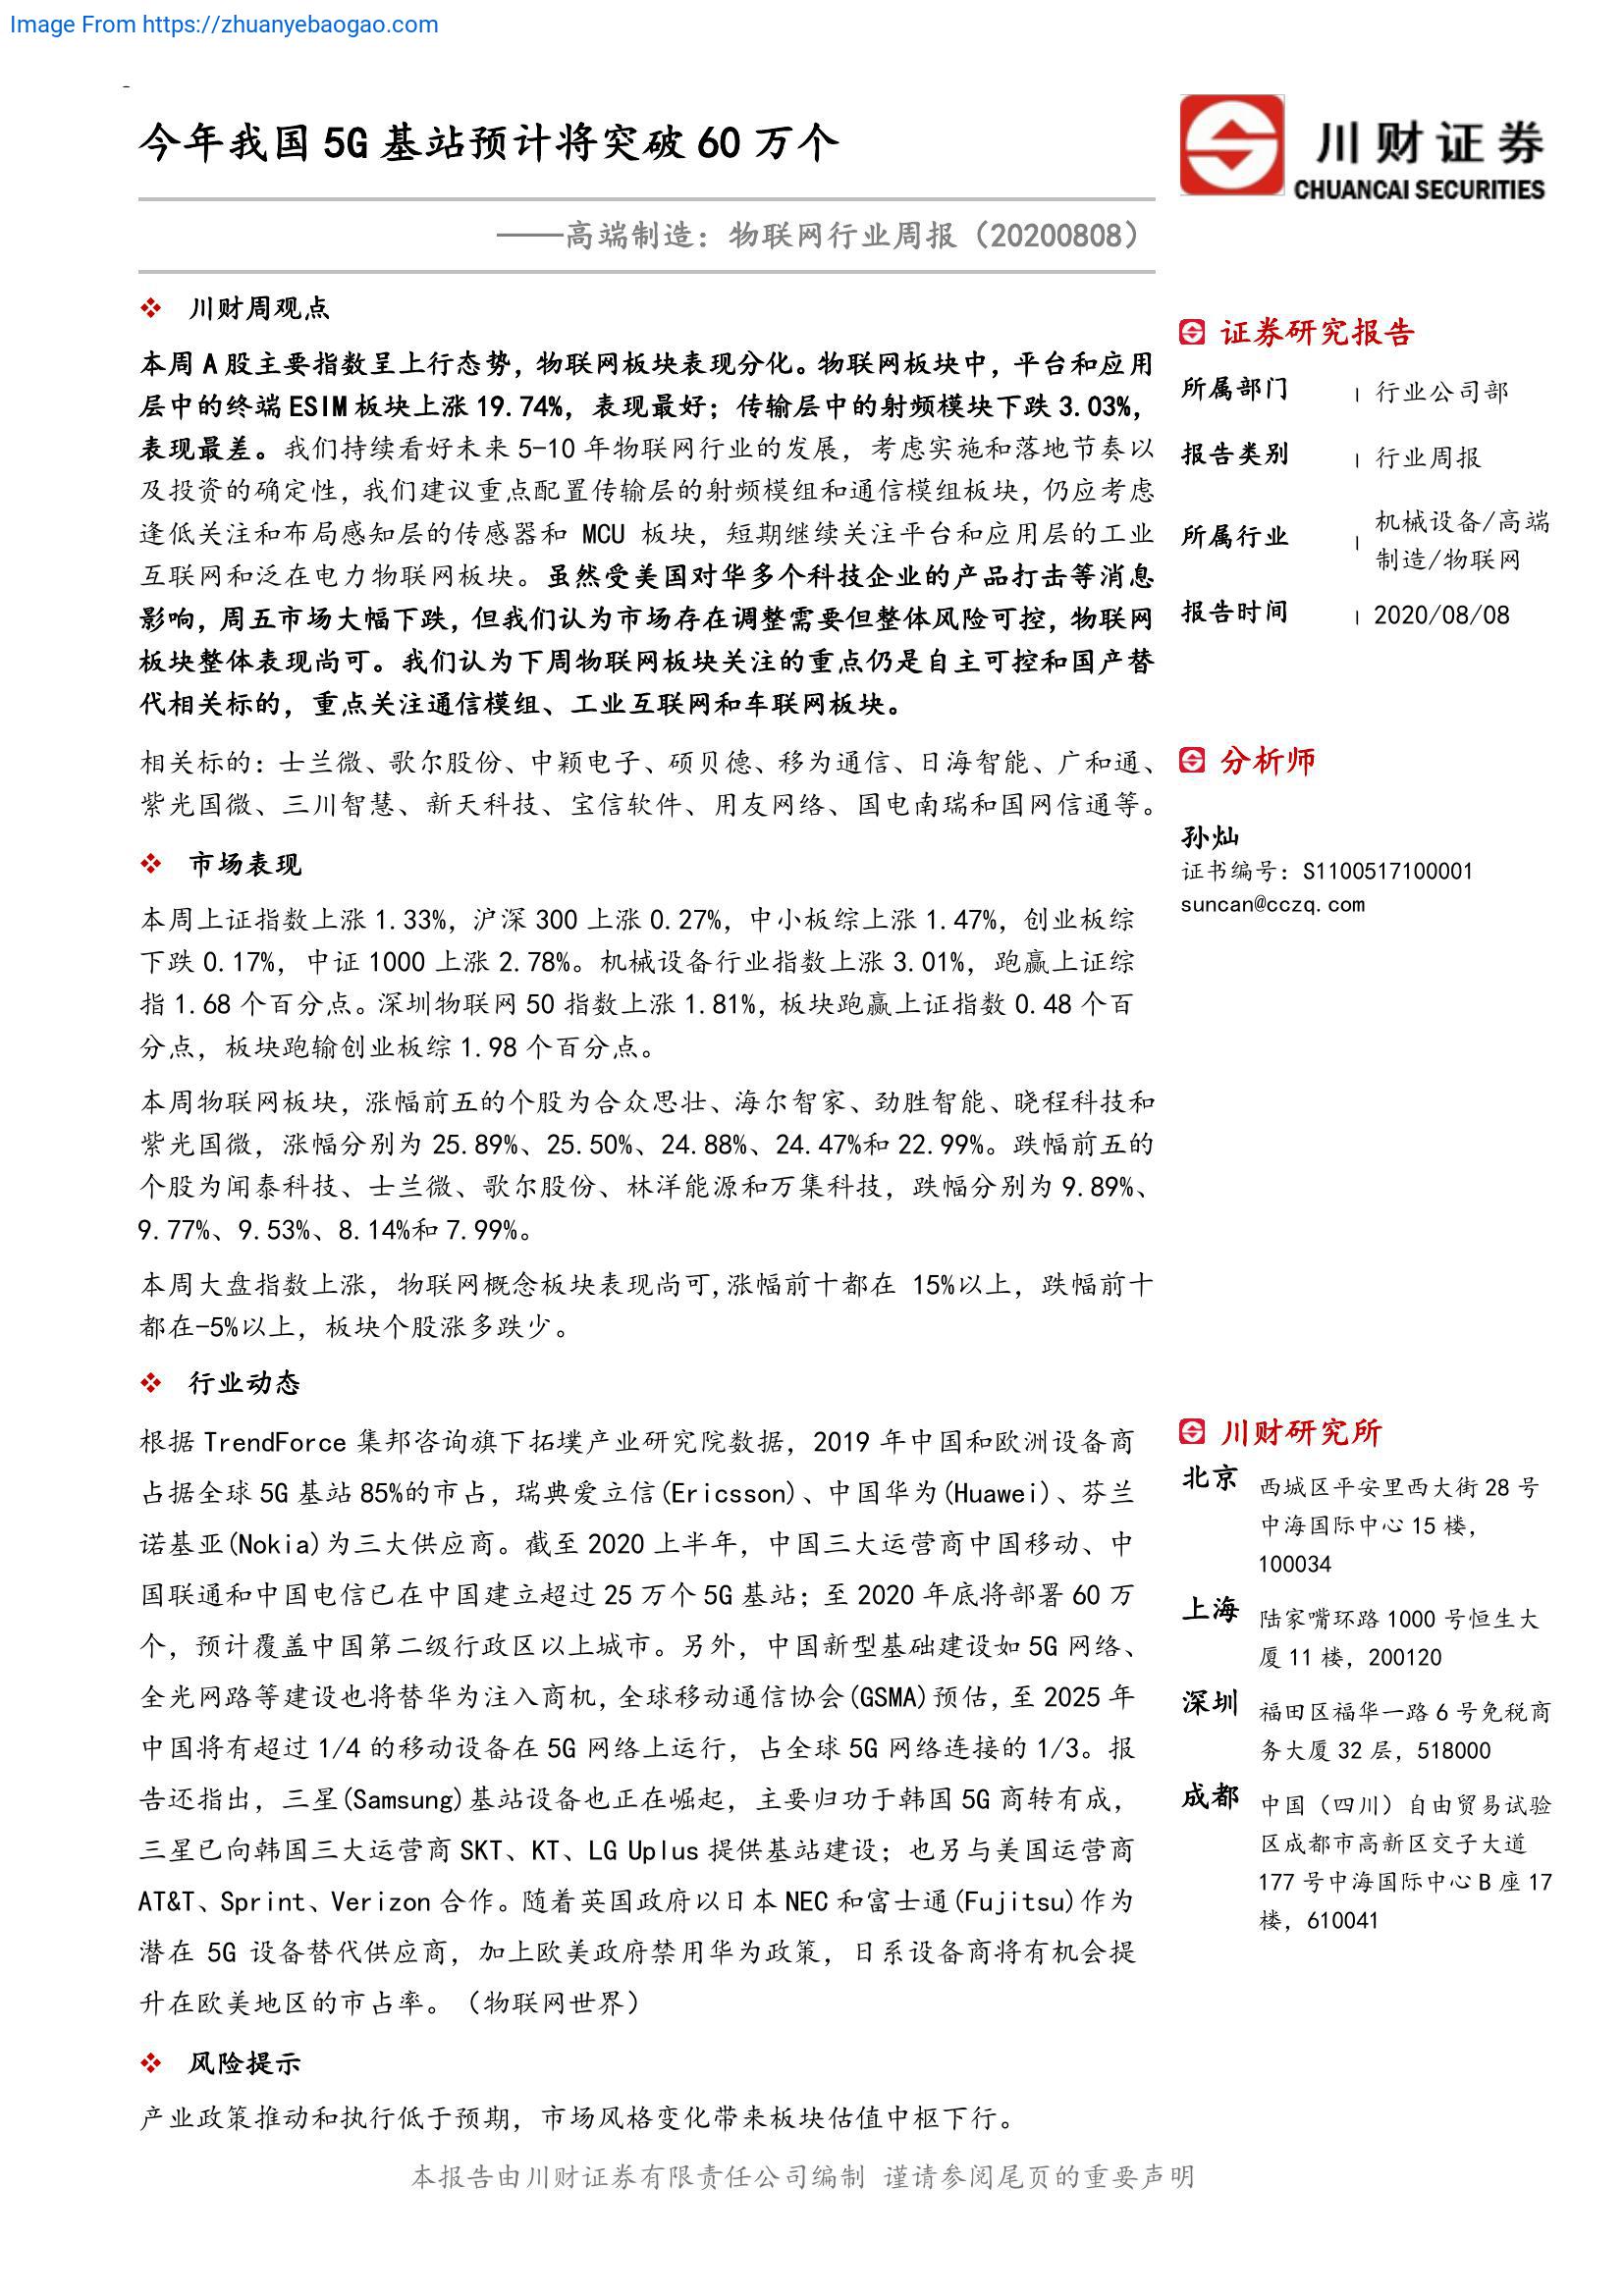 Image From https://zhuanyebaogao.com
-
今年我国 5G 基站预计将突破 60 万个
——高端制造：物联网行业周报（20200808）
川财证券
CHUANCAI SECURITIES
川财周观点
本周 A 股主要指数呈上行态势，物联网板块表现分化。物联网板块中，平台和应用
层中的终端 ESIM 板块上涨 19.74%，表现最好；传输层中的射频模块下跌 3.03%，
表现最差。我们持续看好未来 5-10 年物联网行业的发展，考虑实施和落地节奏以
及投资的确定性，我们建议重点配置传输层的射频模组和通信模组板块，仍应考虑
逢低关注和布局感知层的传感器和 MCU 板块，短期继续关注平台和应用层的工业
互联网和泛在电力物联网板块。虽然受美国对华多个科技企业的产品打击等消息
影响，周五市场大幅下跌，但我们认为市场存在调整需要但整体风险可控，物联网
板块整体表现尚可。我们认为下周物联网板块关注的重点仍是自主可控和国产替
代相关标的，重点关注通信模组、工业互联网和车联网板块。
相关标的：士兰微、歌尔股份、中颖电子、硕贝德、移为通信、日海智能、广和通、
紫光国微、三川智慧、新天科技、宝信软件、用友网络、国电南瑞和国网信通等。
市场表现
本周上证指数上涨 1.33%，沪深 300 上涨 0.27%，中小板综上涨 1.47%，创业板综
下跌 0.17%，中证 1000 上涨 2.78%。机械设备行业指数上涨 3.01%，跑赢上证综
指 1.68 个百分点。深圳物联网 50 指数上涨 1.81%，板块跑赢上证指数 0.48 个百
分点，板块跑输创业板综 1.98 个百分点。
本周物联网板块，涨幅前五的个股为合众思壮、海尔智家、劲胜智能、晓程科技和
紫光国微，涨幅分别为 25.89%、25.50%、24.88%、24.47%和 22.99%。跌幅前五的
个股为闻泰科技、士兰微、歌尔股份、林洋能源和万集科技，跌幅分别为 9.89%、
9.77%、9.53%、8.14%和 7.99%。
本周大盘指数上涨，物联网概念板块表现尚可,涨幅前十都在 15%以上，跌幅前十
都在-5%以上，板块个股涨多跌少。
行业动态
根据 TrendForce 集邦咨询旗下拓墣产业研究院数据，2019 年中国和欧洲设备商
占据全球 5G 基站 85%的市占，瑞典爱立信(Ericsson)、中国华为(Huawei)、芬兰
诺基亚(Nokia)为三大供应商。截至 2020 上半年，中国三大运营商中国移动、中
国联通和中国电信已在中国建立超过 25 万个 5G 基站；至 2020 年底将部署 60 万
个，预计覆盖中国第二级行政区以上城市。另外，中国新型基础建设如 5G 网络、
全光网路等建设也将替华为注入商机，全球移动通信协会(GSMA)预估，至 2025 年
中国将有超过 1/4 的移动设备在 5G 网络上运行，占全球 5G 网络连接的 1/3。报
告还指出，三星(Samsung)基站设备也正在崛起，主要归功于韩国 5G 商转有成，
三星已向韩国三大运营商 SKT、KT、LG Uplus 提供基站建设；也另与美国运营商
AT&T、Sprint、Verizon 合作。随着英国政府以日本 NEC 和富士通(Fujitsu)作为
潜在 5G 设备替代供应商，加上欧美政府禁用华为政策，日系设备商将有机会提
升在欧美地区的市占率。（物联网世界）
风险提示
产业政策推动和执行低于预期，市场风格变化带来板块估值中枢下行。
证券研究报告
所属部门 | 行业公司部
报告类别 | 行业周报
所属行业 | 机械设备/高端
制造/物联网
报告时间 | 2020/08/08
分析师
孙灿
证书编号：S1100517100001
suncan@cczq.com
川财研究所
北京 西城区平安里西大街 28 号
中海国际中心 15 楼，
100034
上海 陆家嘴环路 1000 号恒生大
厦 11 楼，200120
深圳 福田区福华一路 6 号免税商
务大厦 32 层，518000
成都 中国（四川）自由贸易试验
区成都市高新区交子大道
177 号中海国际中心 B 座 17
楼，610041
本报告由川财证券有限责任公司编制 谨请参阅尾页的重要声明